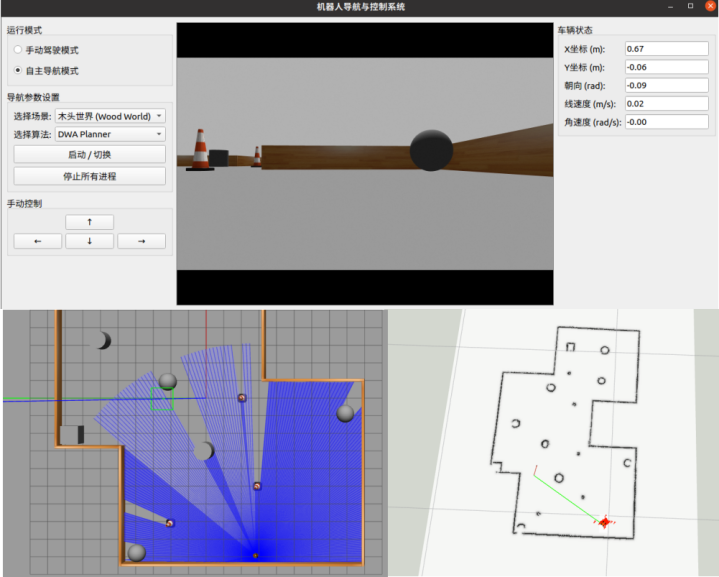 机器人导航与控制系统
运行模式
手动驾驶模式
自主导航模式
导航参数设置
选择场景: 木头世界 (Wood World)
选择算法: DWA Planner
启动 / 切换
停止所有进程
手动控制
↑
← ↓ →
车辆状态
X坐标 (m): 0.67
Y坐标 (m): -0.06
朝向 (rad): -0.09
线速度 (m/s): 0.02
角速度 (rad/s): -0.00